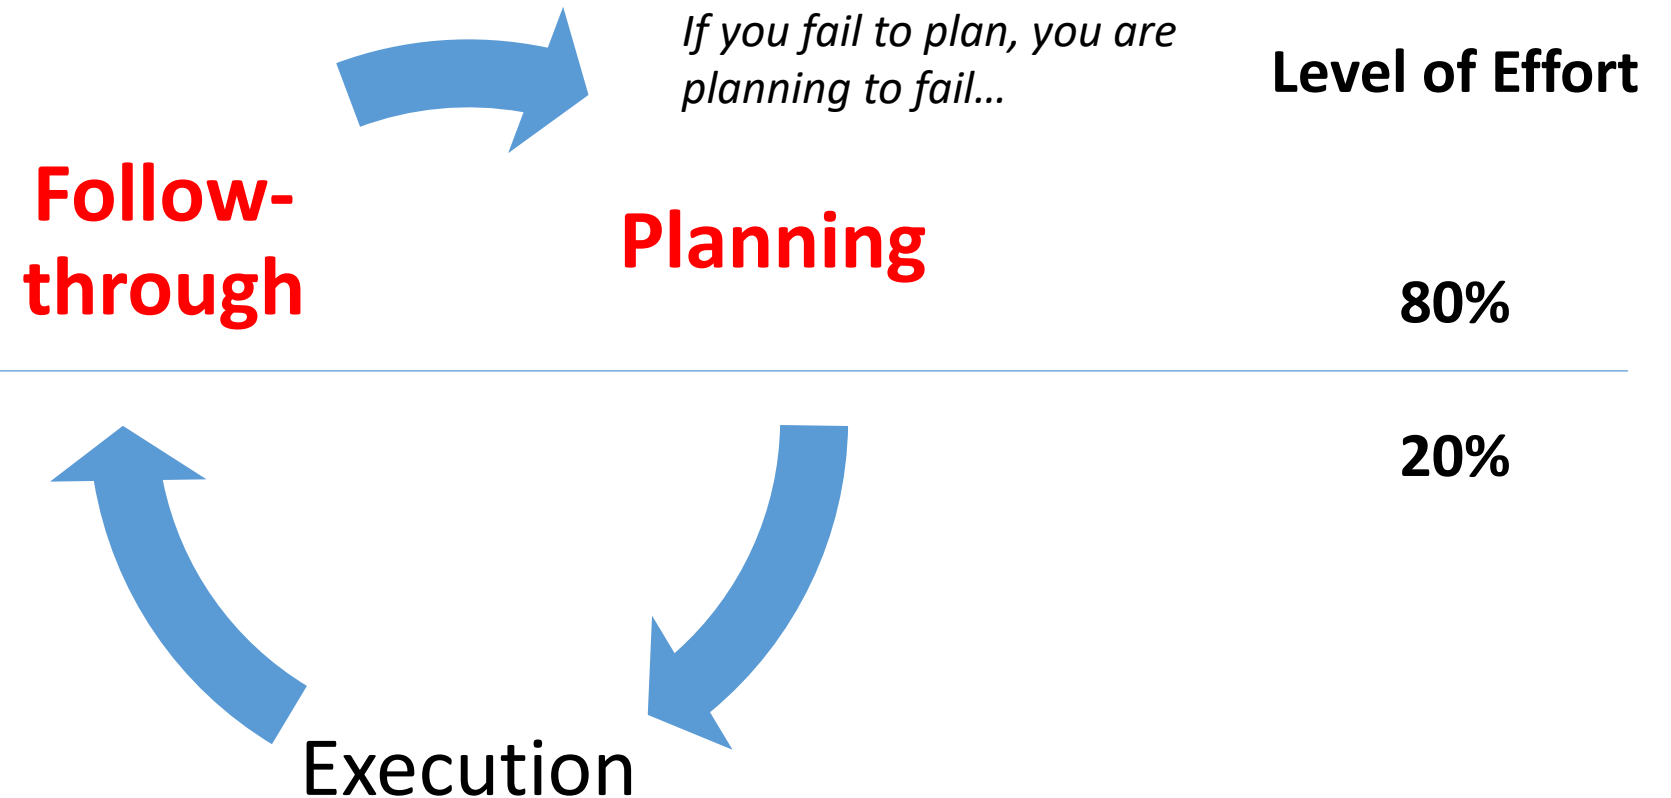 If you fail to plan, you are
planning to fail…
Level of Effort
Follow-
through
Planning
80%
20%
Execution